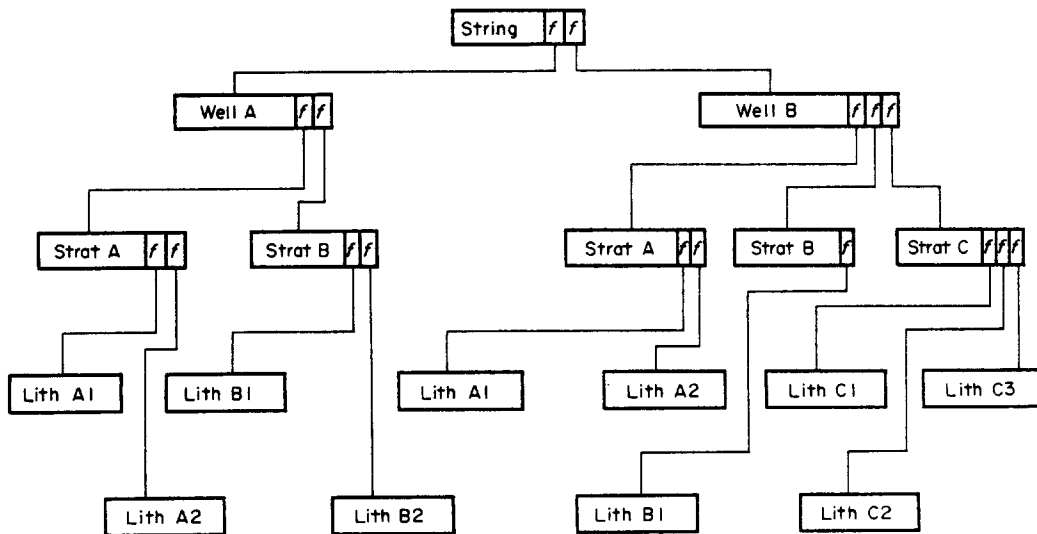 String f f
Well A f f
Well B f f f
Strat A f f
Strat B f f
Strat A f f
Strat B f
Strat C f f f
Lith A1
Lith B1
Lith A1
Lith A2
Lith C1
Lith C3
Lith A2
Lith B2
Lith B1
Lith C2